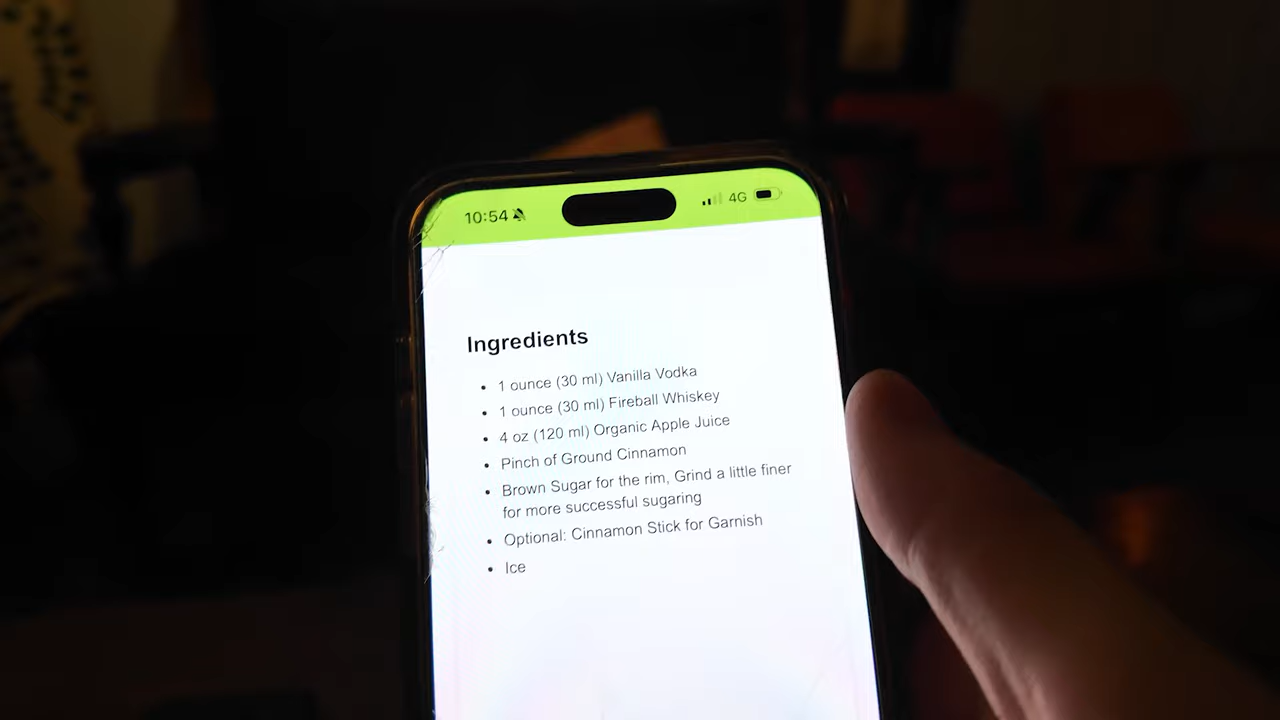 10:54 4G
Ingredients
• 1 ounce (30 ml) Vanilla Vodka
• 1 ounce (30 ml) Fireball Whiskey
• 4 oz (120 ml) Organic Apple Juice
• Pinch of Ground Cinnamon
• Brown Sugar for the rim, Grind a little finer
for more successful sugaring
• Optional: Cinnamon Stick for Garnish
• Ice